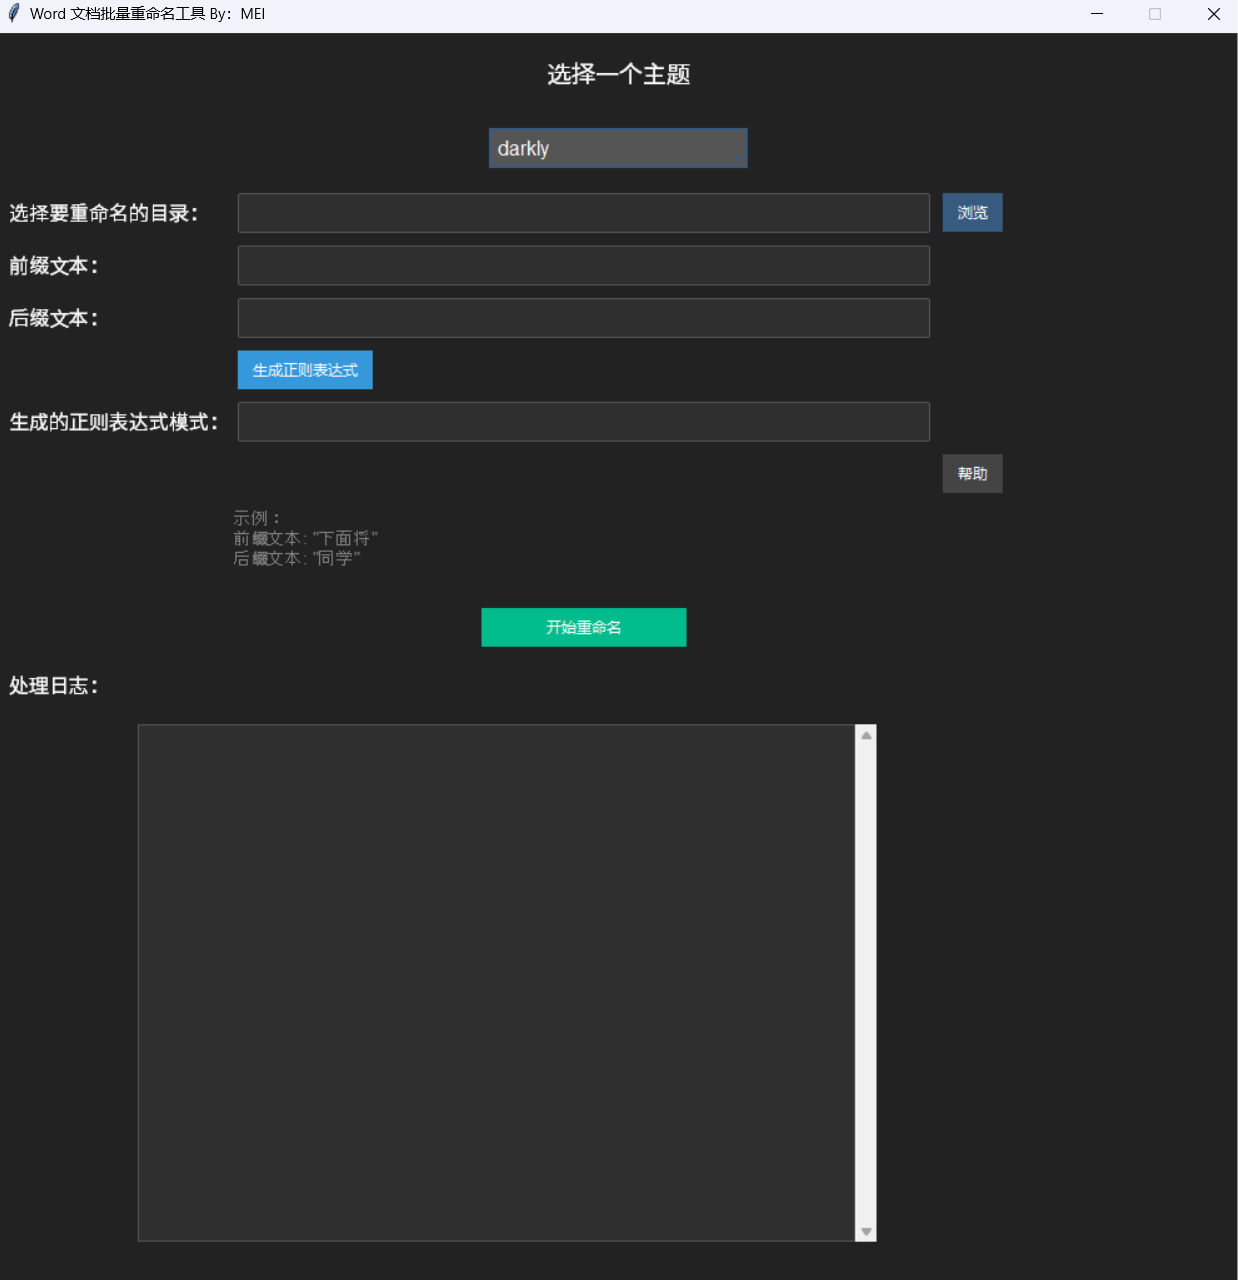 Word 文档批量重命名工具 By：MEI
选择一个主题
darkly
选择要重命名的目录：
浏览
前缀文本：
后缀文本：
生成正则表达式
生成的正则表达式模式：
帮助
示例：
前缀文本："下面将"
后缀文本："同学"
开始重命名
处理日志：